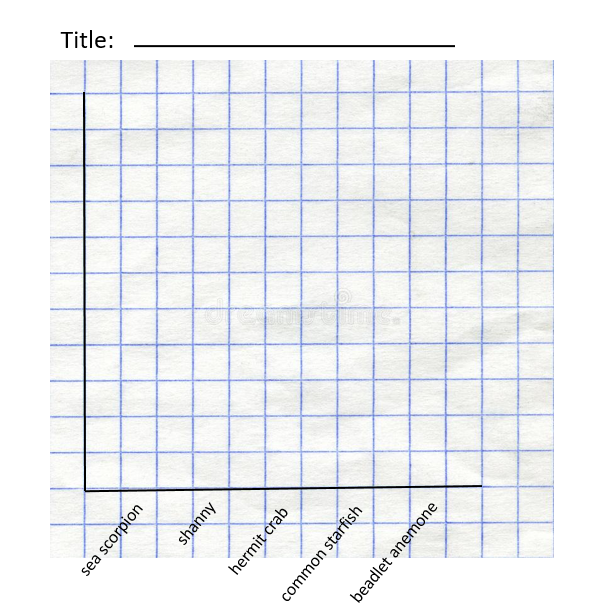 Title:
sea scorpion
shanny
hermit crab
common starfish
beadlet anemone